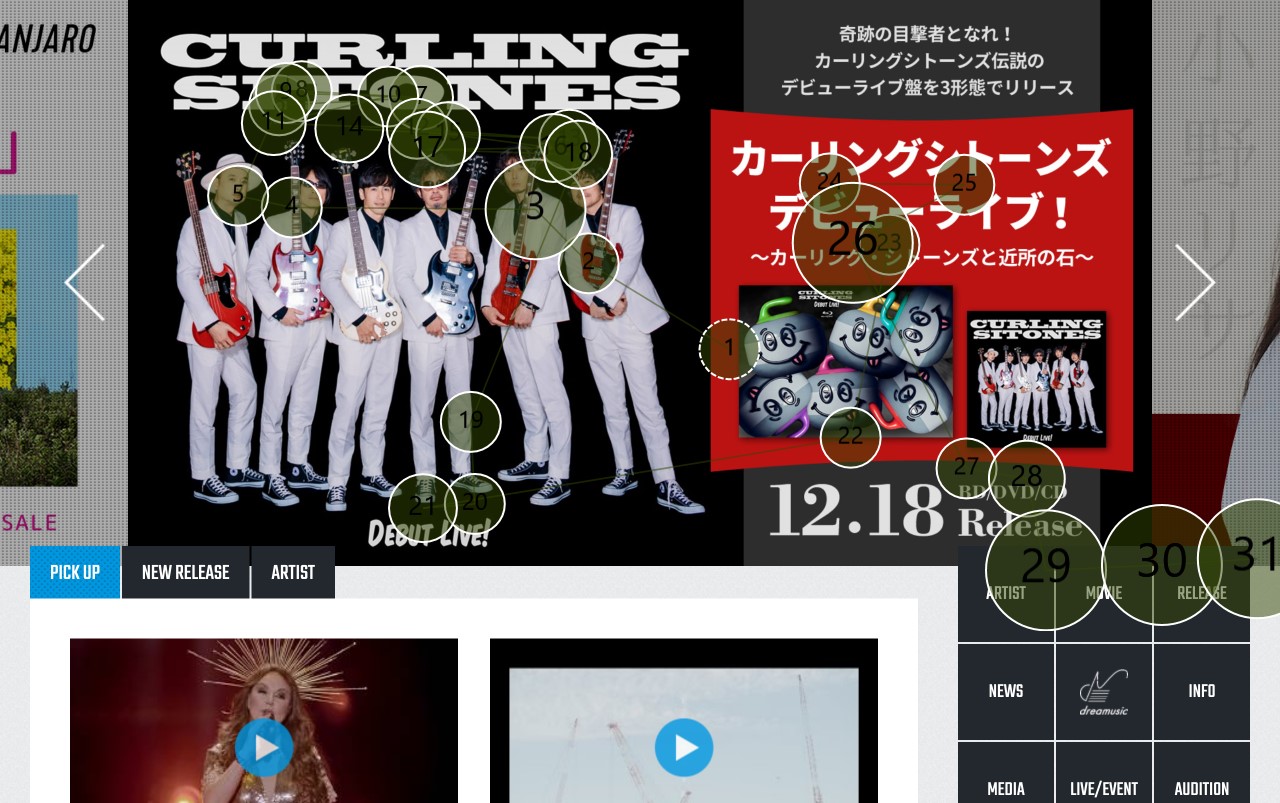 ANJARO
CURLING
SITONES
奇跡の目撃者となれ！
カーリングシトーンズ伝説の
デビューライブ盤を3形態でリリース
カーリングシトーンズ
デビューライブ！
〜カーリング・シトーンズと近所の石〜
CURLING
SITONES
DEBUT LIVE!
CURLING
SITONES
DEBUT LIVE!
12.18
BD/DVD/CD
Release
DEBUT LIVE!
SALE
1
2
3
4
5
6
7
8
9
10
11
14
17
18
19
20
21
22
23
24
25
26
27
28
29
30
31
PICK UP
NEW RELEASE
ARTIST
ARTIST
MOVIE
RELEASE
NEWS
dreamusic
INFO
MEDIA
LIVE/EVENT
AUDITION